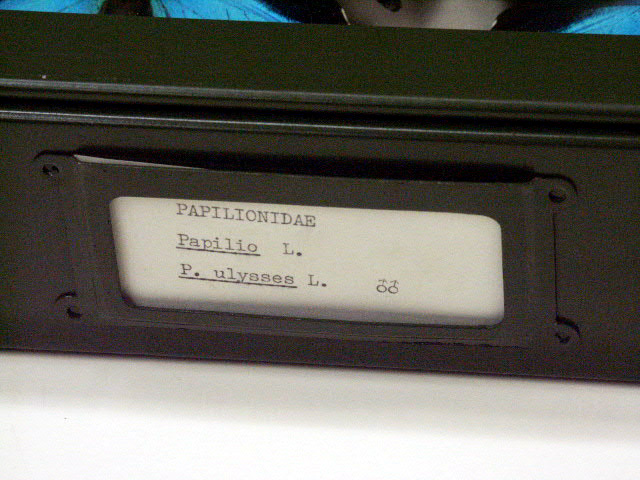 PAPILIONIDAE
Papilio L.
P. ulysses L. ♂♂